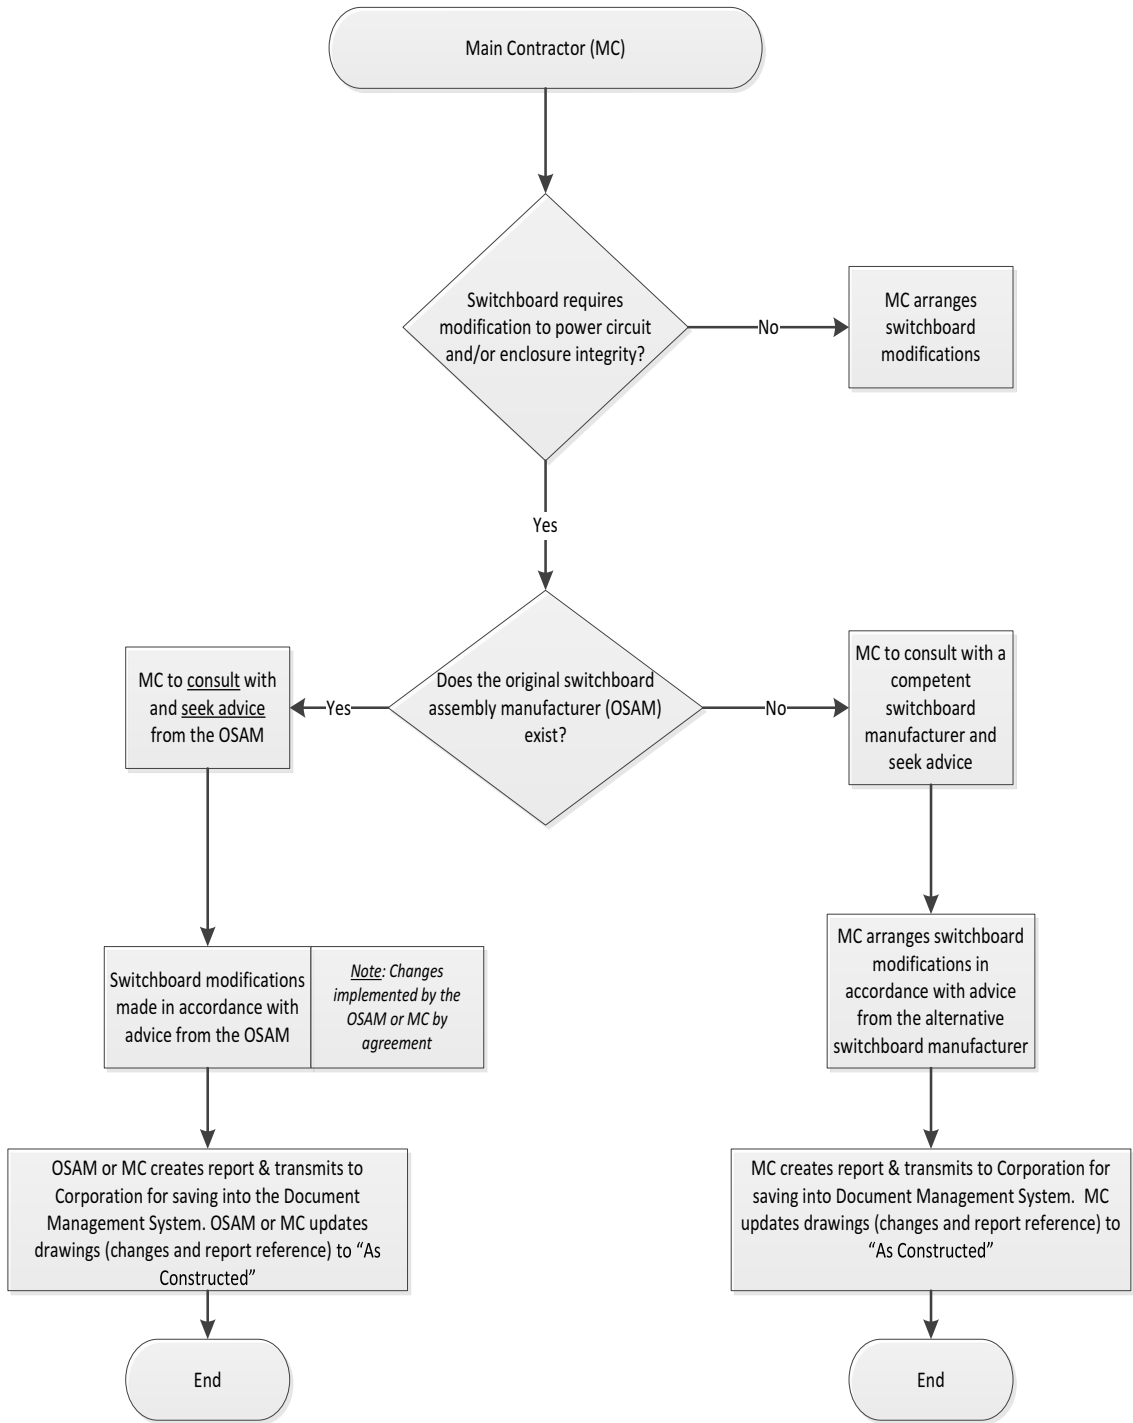 Main Contractor (MC)
Switchboard requires
modification to power circuit
and/or enclosure integrity?
No
MC arranges
switchboard
modifications
Yes
Does the original switchboard
assembly manufacturer (OSAM)
exist?
Yes
MC to consult with
and seek advice
from the OSAM
No
MC to consult with a
competent
switchboard
manufacturer and
seek advice
Switchboard modifications
made in accordance with
advice from the OSAM
Note: Changes
implemented by the
OSAM or MC by
agreement
MC arranges switchboard
modifications in
accordance with advice
from the alternative
switchboard manufacturer
OSAM or MC creates report & transmits to
Corporation for saving into the Document
Management System. OSAM or MC updates
drawings (changes and report reference) to “As
Constructed”
MC creates report & transmits to Corporation for
saving into Document Management System.  MC
updates drawings (changes and report reference) to
“As Constructed”
End
End